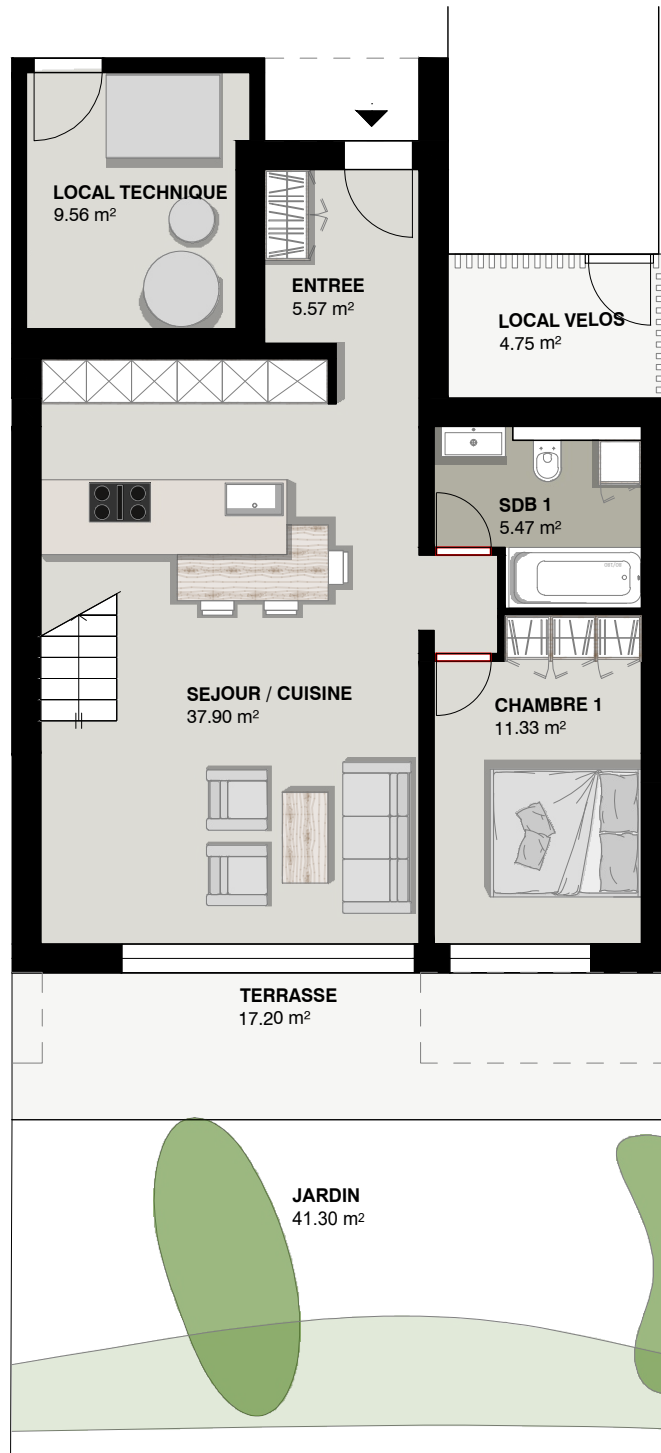 LOCAL TECHNIQUE
9.56 m²
ENTREE
5.57 m²
LOCAL VELOS
4.75 m²
SDB 1
5.47 m²
SEJOUR / CUISINE
37.90 m²
CHAMBRE 1
11.33 m²
TERRASSE
17.20 m²
JARDIN
41.30 m²